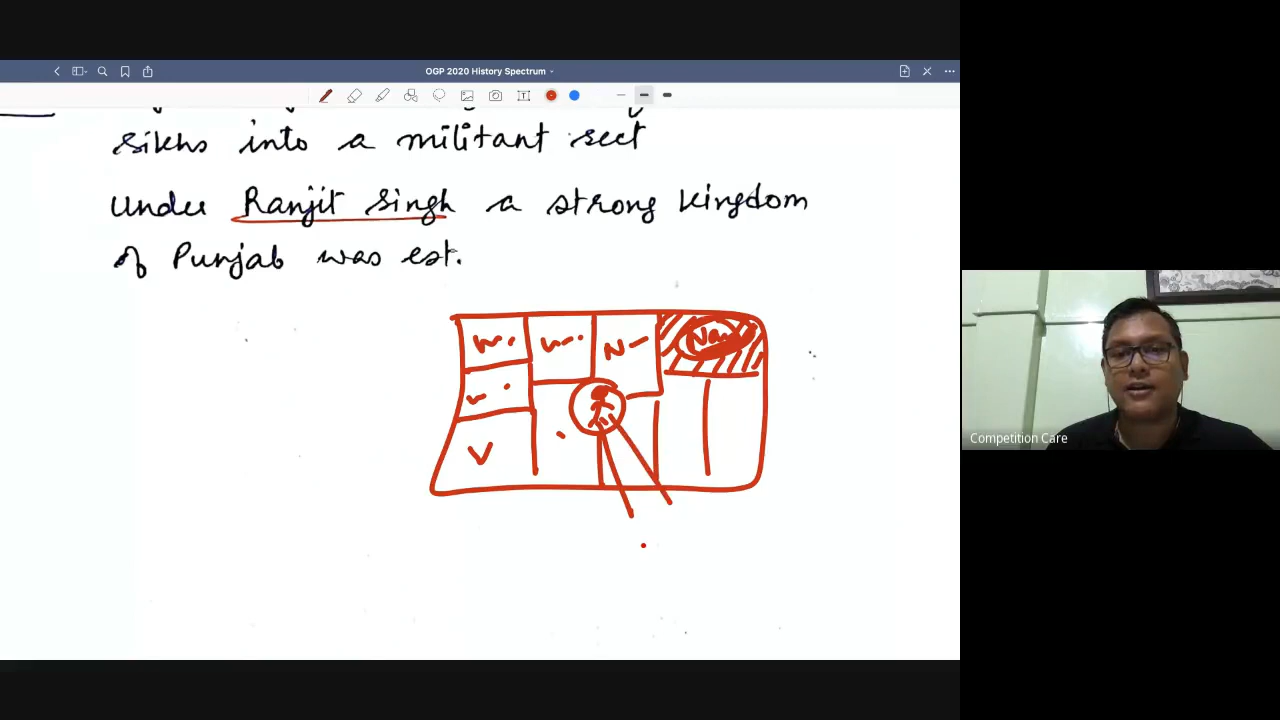 OGP 2020 History Spectrum
sikhs into a militant sect
Under Ranjit Singh a strong kingdom
of Punjab was est.
Competition Care